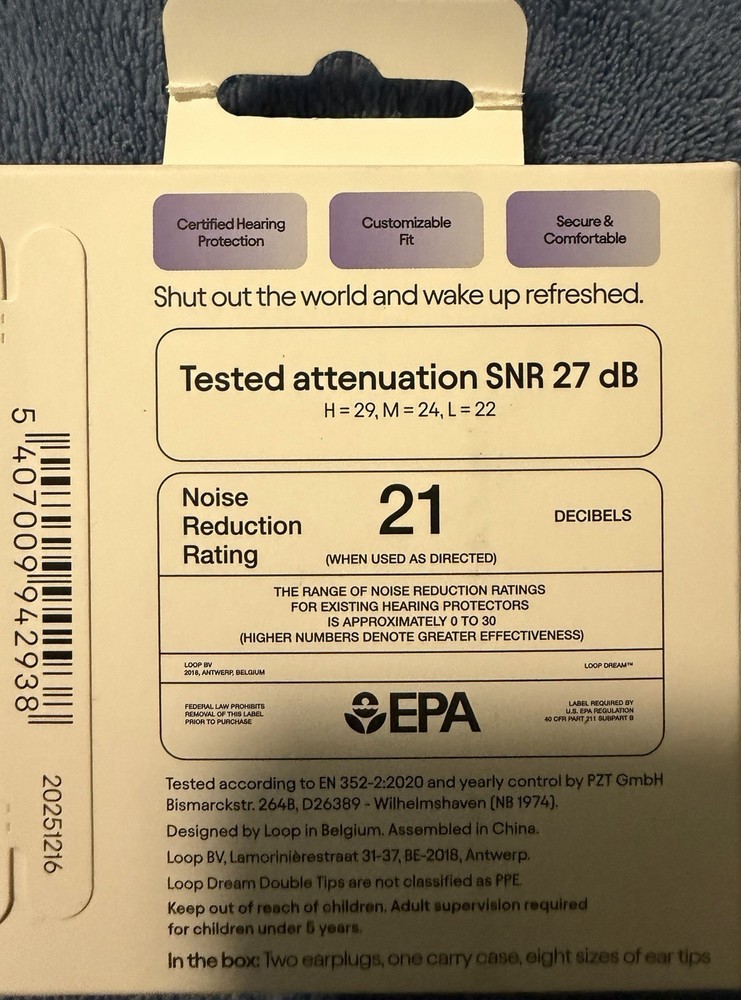 Certified Hearing
Protection
Customizable
Fit
Secure &
Comfortable
Shut out the world and wake up refreshed.
Tested attenuation SNR 27 dB
H = 29, M = 24, L = 22
Noise
Reduction
Rating
21
(WHEN USED AS DIRECTED)
DECIBELS
THE RANGE OF NOISE REDUCTION RATINGS
FOR EXISTING HEARING PROTECTORS
IS APPROXIMATELY 0 TO 30
(HIGHER NUMBERS DENOTE GREATER EFFECTIVENESS)
LOOP BV
2018, ANTWERP, BELGIUM
LOOP DREAM™
FEDERAL LAW PROHIBITS
REMOVAL OF THIS LABEL
PRIOR TO PURCHASE
EPA
LABEL REQUIRED BY
U.S. EPA REGULATION
40 CFR PART 211 SUBPART B
Tested according to EN 352-2:2020 and yearly control by PZT GmbH
Bismarckstr. 264B, D26389 - Wilhelmshaven (NB 1974).
Designed by Loop in Belgium. Assembled in China.
Loop BV, Lamorinièrestraat 31-37, BE-2018, Antwerp.
Loop Dream Double Tips are not classified as PPE.
Keep out of reach of children. Adult supervision required
for children under 5 years.
In the box: Two earplugs, one carry case, eight sizes of ear tips
5 407009 942938
20251216